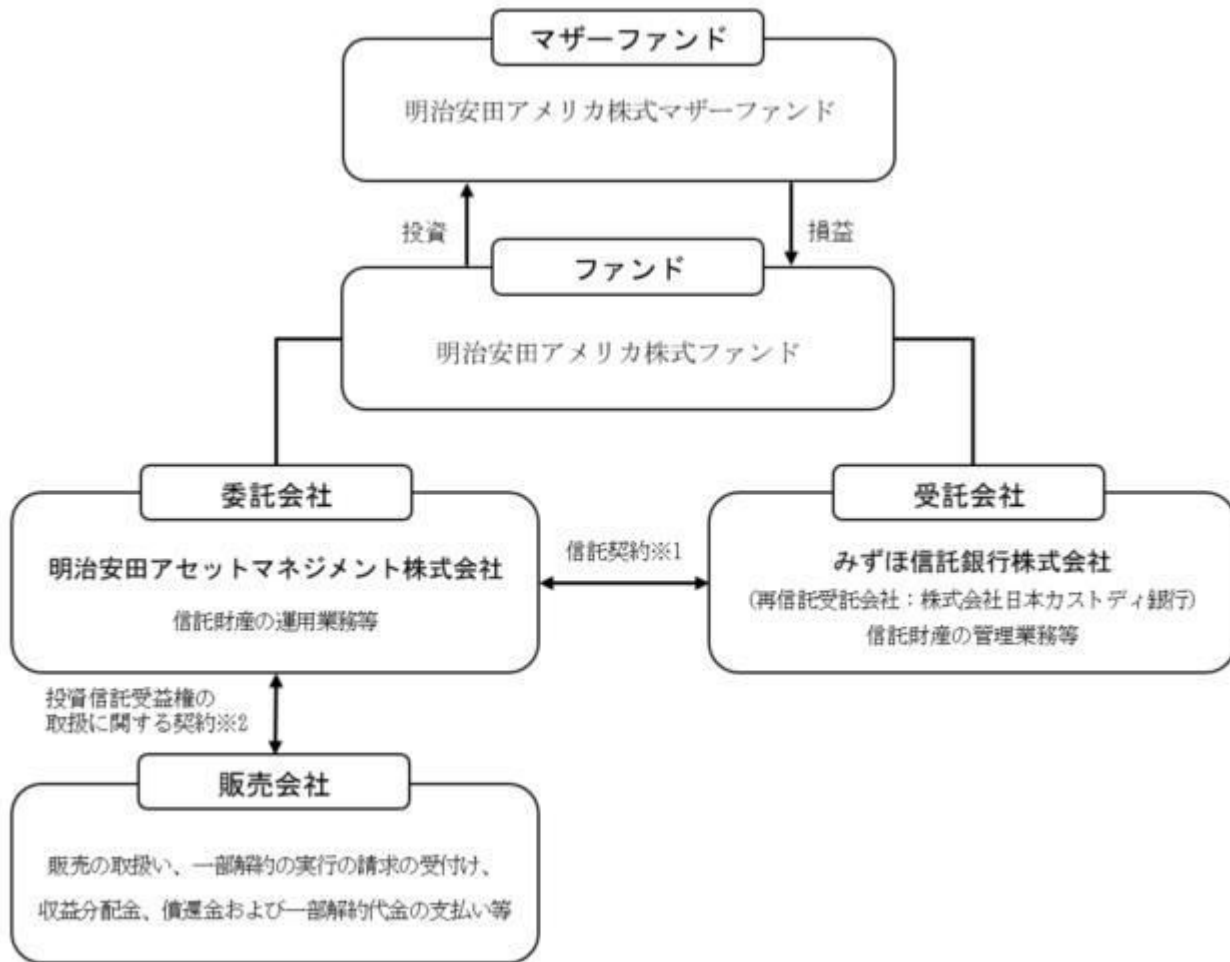 マザーファンド
明治安田アメリカ株式マザーファンド
投資
損益
ファンド
明治安田アメリカ株式ファンド
委託会社
明治安田アセットマネジメント株式会社
信託財産の運用業務等
信託契約※1
受託会社
みずほ信託銀行株式会社
(再信託受託会社：株式会社日本カストディ銀行)
信託財産の管理業務等
投資信託受益権の
取扱に関する契約※2
販売会社
販売の取扱い、一部解約の実行の請求の受付け、
収益分配金、償還金および一部解約代金の支払い等